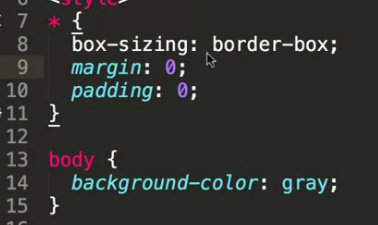 <style>
7 * {
8 box-sizing: border-box;
9 margin: 0;
10 padding: 0;
11 }
12
13 body {
14 background-color: gray;
15 }